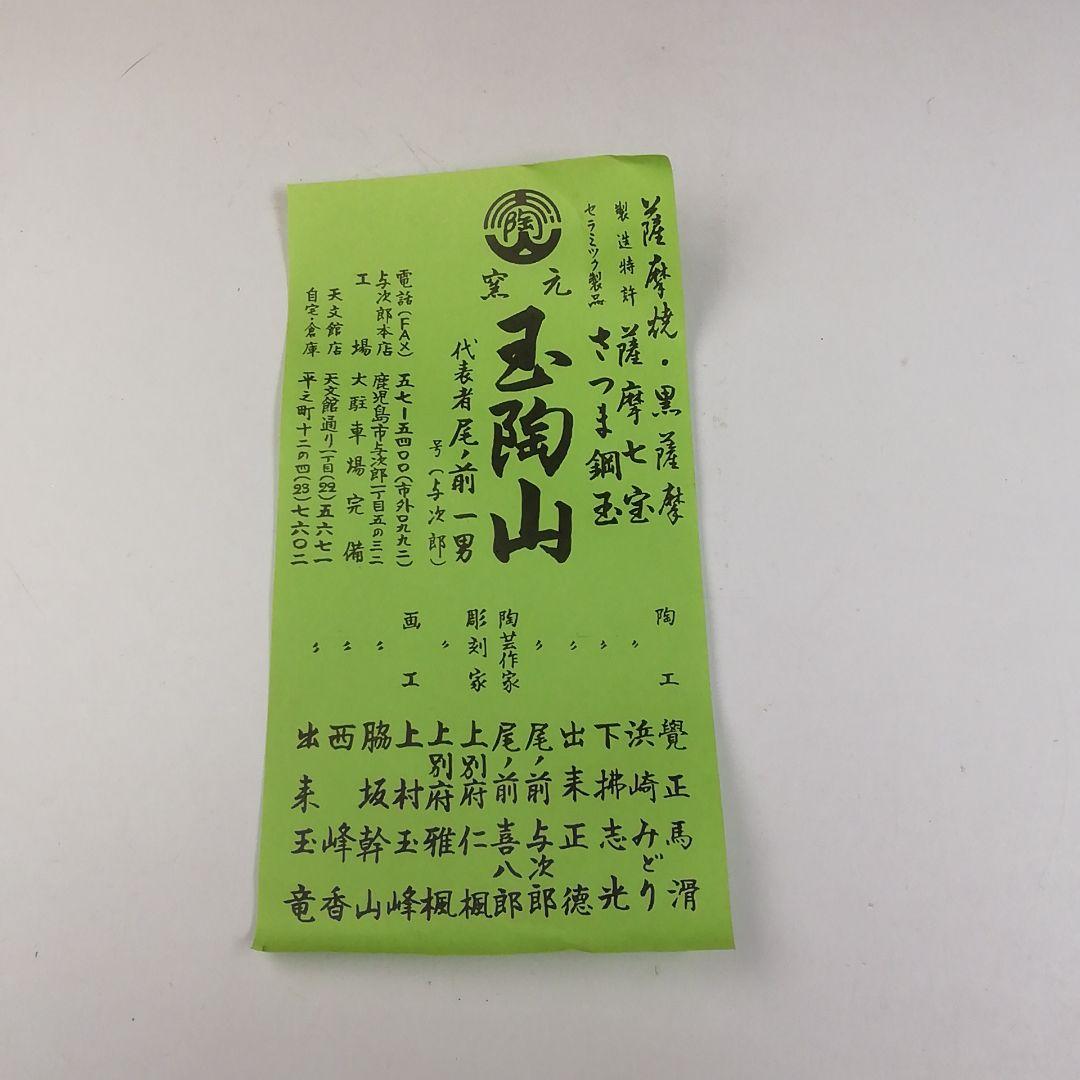 薩摩焼・黒薩摩
製造特許 薩摩七宝
セラミック製品 さつま鋼玉
陶
窯元
玉陶山
代表者 尾ノ前一男
号(与次郎)
電話(FAX) 五七ー五四〇〇(市外〇九九二)
与次郎本店 鹿児島市与次郎一丁目五の三二
工場 大駐車場完備
天文館店 天文館通り一丁目(22)五六七一
自宅・倉庫 平之町十二の四(23)七六〇二
陶工 覺正馬滑
〃 浜崎みどり
〃 下拂志光
〃 出来正德
〃 尾ノ前与次郎
陶芸作家 尾ノ前喜八郎
彫刻家 上別府仁楓
〃 上別府雅楓
画工 上村玉峰
〃 脇坂幹山
〃 西峰香
〃 出来玉竜